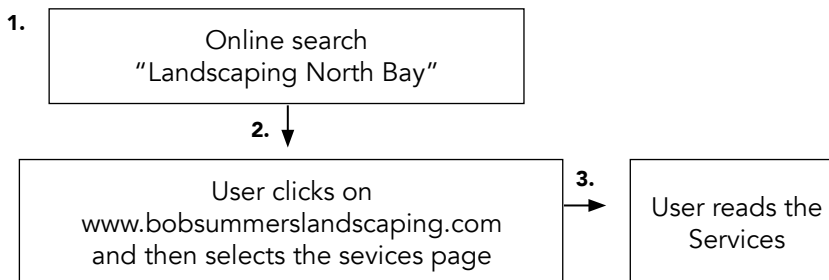 1.
Online search
“Landscaping North Bay”
2.
User clicks on
www.bobsummerslandscaping.com
and then selects the sevices page
3.
User reads the
Services